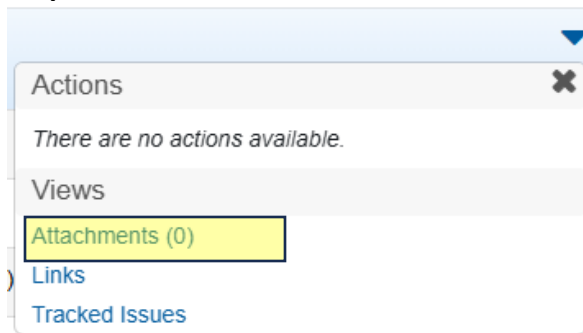 Actions
There are no actions available.
Views
Attachments (0)
)
Links
Tracked Issues